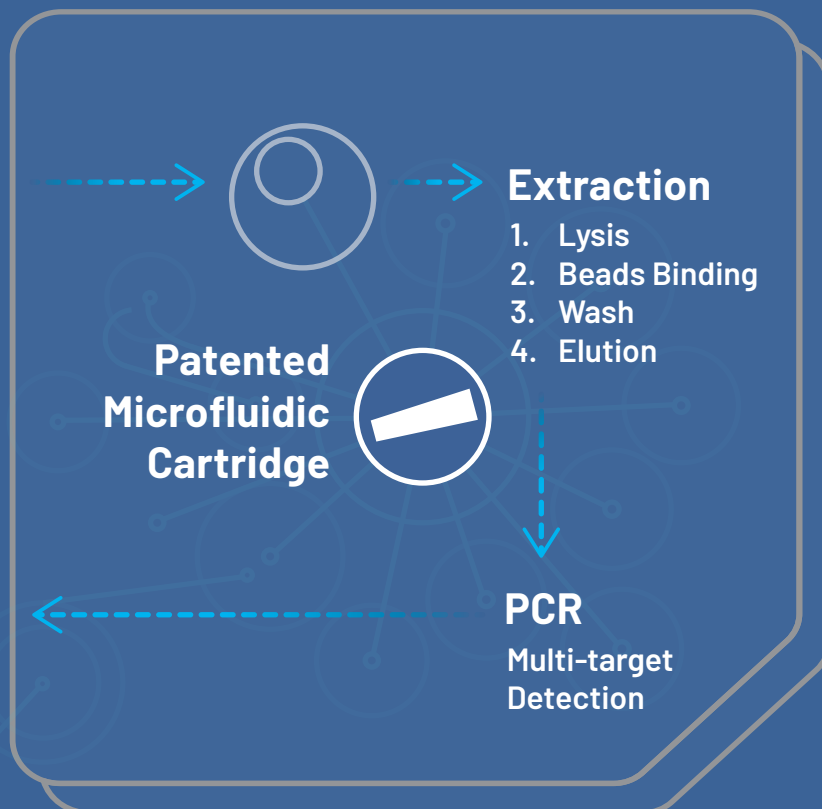 Extraction
1. Lysis
2. Beads Binding
3. Wash
4. Elution
Patented
Microfluidic
Cartridge
PCR
Multi-target
Detection